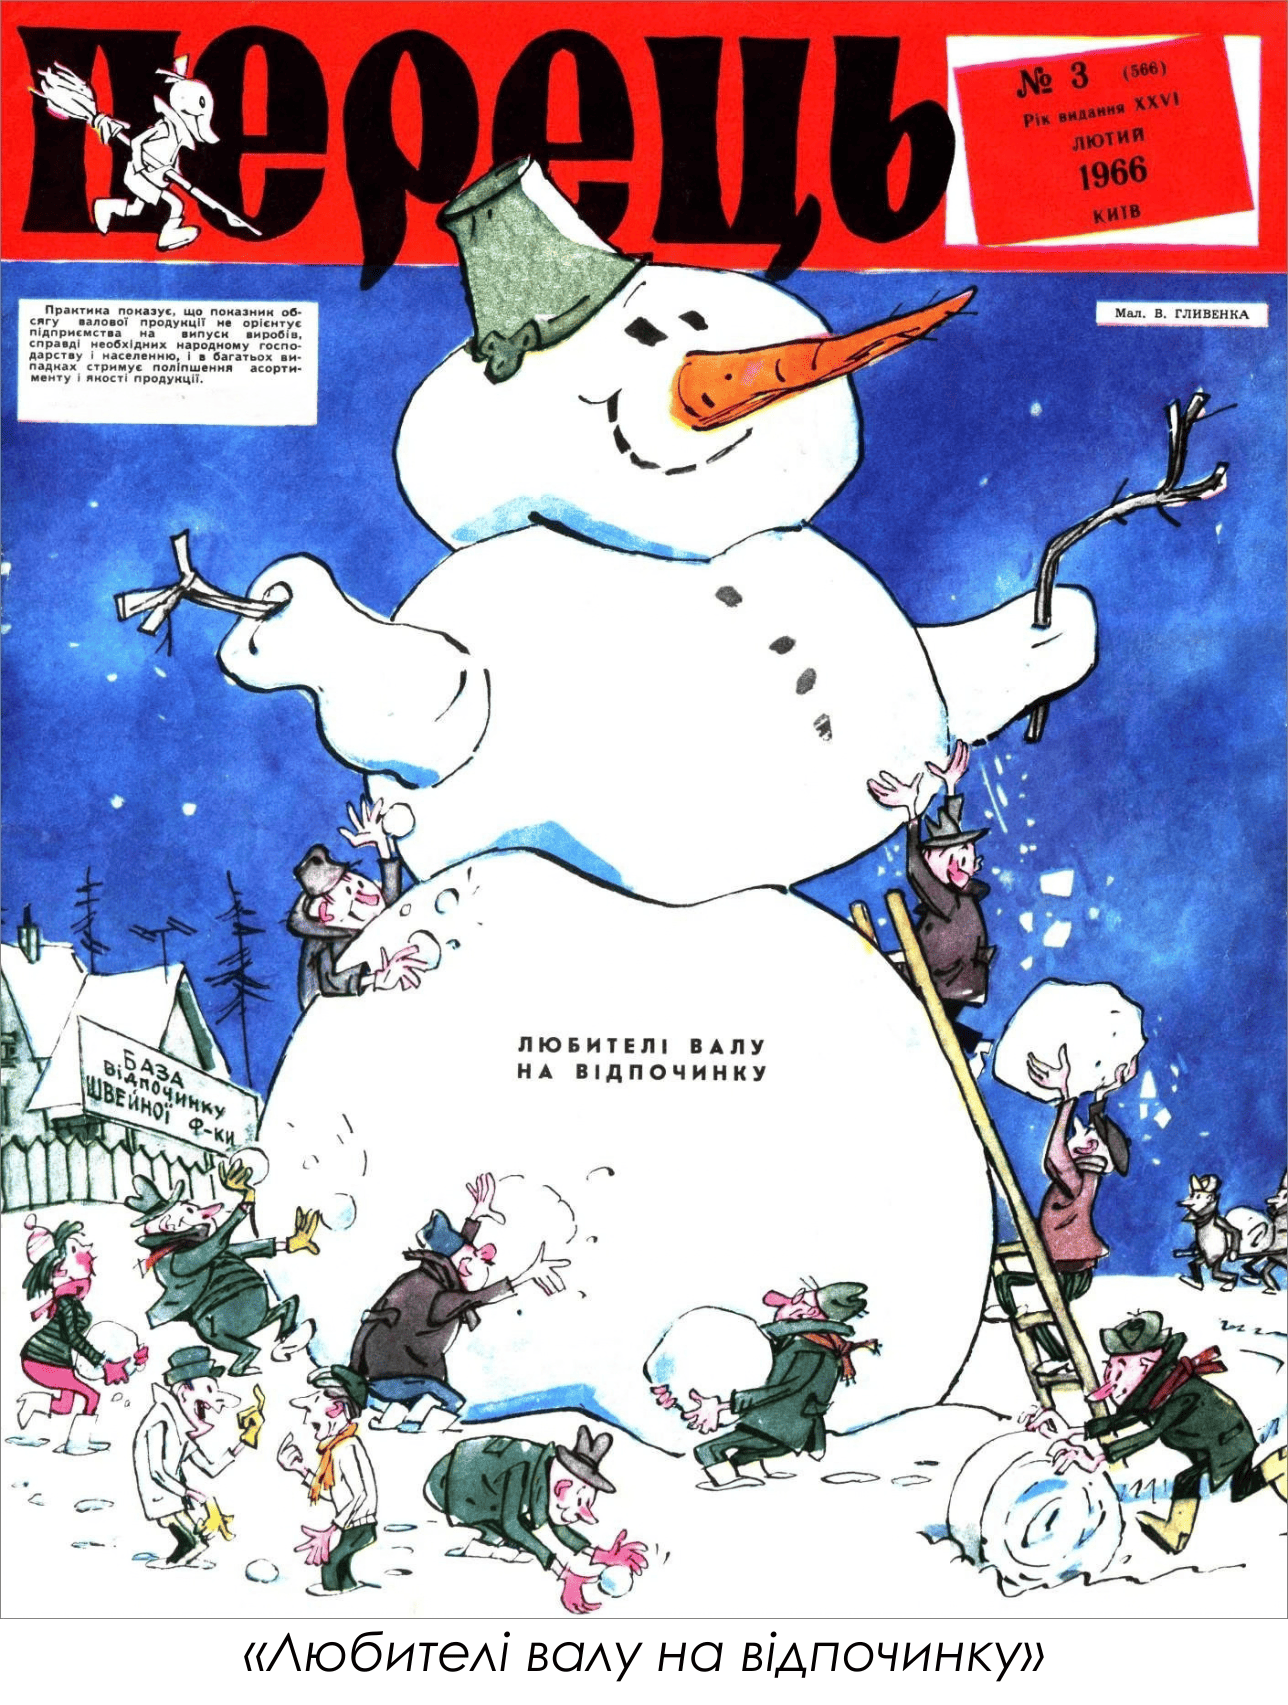 перець
№ 3 (566)
Рік видання XXVI
ЛЮТИЙ
1966
КИЇВ
Практика показує, що показник об-
сягу валової продукції не орієнтує
підприємства на випуск виробів,
справді необхідних народному госпо-
дарству і населенню, і в багатьох ви-
падках стримує поліпшення асорти-
менту і якості продукції.
Мал. В. ГЛИВЕНКА
ЛЮБИТЕЛІ ВАЛУ
НА ВІДПОЧИНКУ
БАЗА
ВІДПОЧИНКУ
ШВЕЙНОЇ Ф-КИ
«Любителі валу на відпочинку»